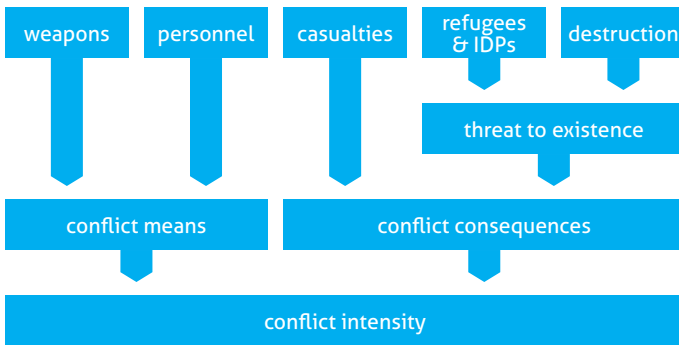 weapons
personnel
casualties
refugees
& IDPs
destruction
threat to existence
conflict means
conflict consequences
conflict intensity